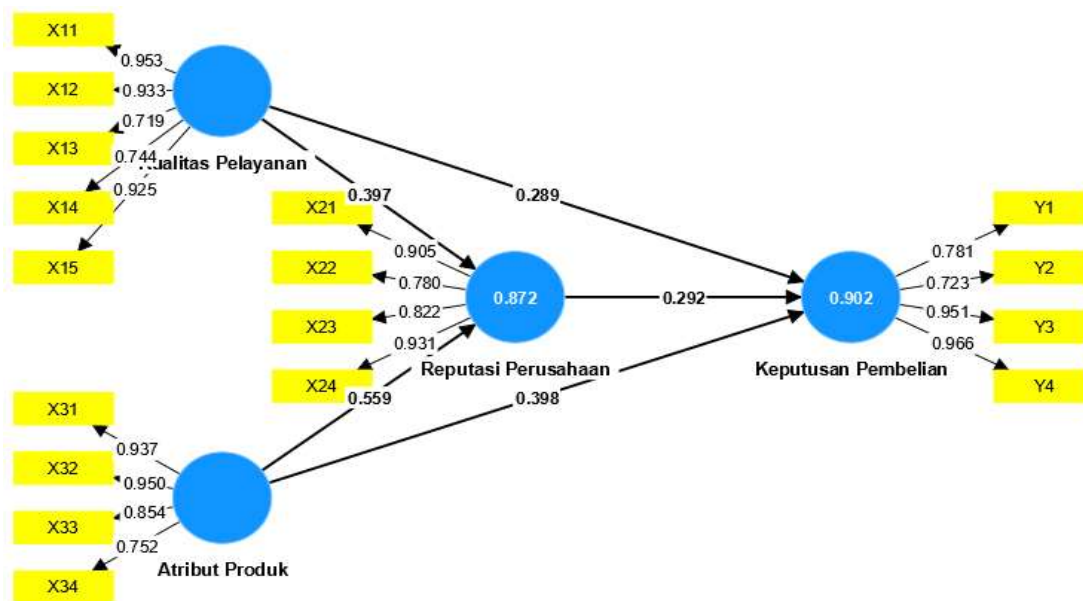 X11
0.953
X12
0.933
X13
0.719
0.744
Kualitas Pelayanan
X14
0.925
X15
0.397
0.289
X21
0.905
X22
0.780
X23
0.822
X24
0.931
0.872
Reputasi Perusahaan
0.292
0.902
Keputusan Pembelian
Y1
0.781
Y2
0.723
Y3
0.951
Y4
0.966
0.559
0.398
X31
0.937
X32
0.950
X33
0.854
X34
0.752
Atribut Produk